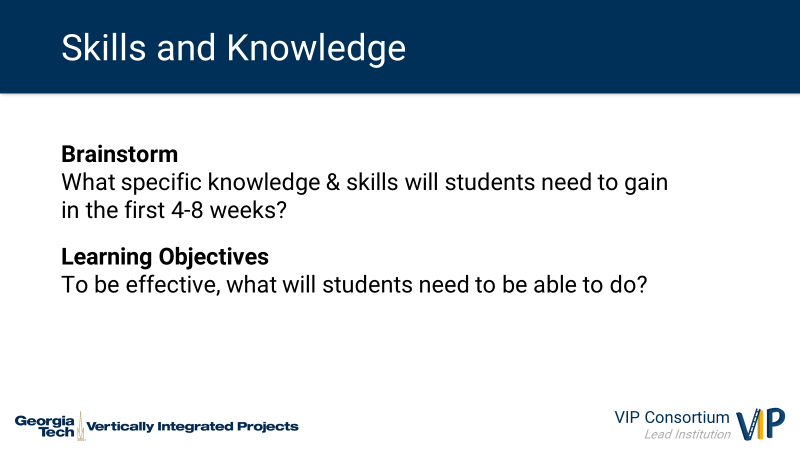 Skills and Knowledge
Brainstorm
What specific knowledge & skills will students need to gain
in the first 4-8 weeks?
Learning Objectives
To be effective, what will students need to be able to do?
Georgia
Tech
Vertically Integrated Projects
VIP Consortium
Lead Institution
VIP